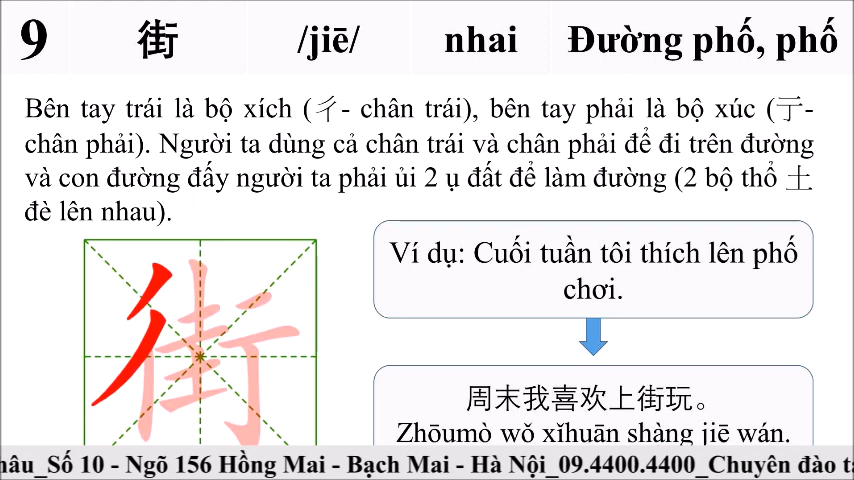 9 街 /jiē/ nhai Đường phố, phố
Bên tay trái là bộ xích (彳- chân trái), bên tay phải là bộ xúc (亍-
chân phải). Người ta dùng cả chân trái và chân phải để đi trên đường
và con đường đấy người ta phải ủi 2 ụ đất để làm đường (2 bộ thổ 土
đè lên nhau).
街
Ví dụ: Cuối tuần tôi thích lên phố
chơi.
周末我喜欢上街玩。
Zhōumò wǒ xǐhuān shàng jiē wán.
hâu_Số 10 - Ngõ 156 Hồng Mai - Bạch Mai - Hà Nội_09.4400.4400_Chuyên đào tạ